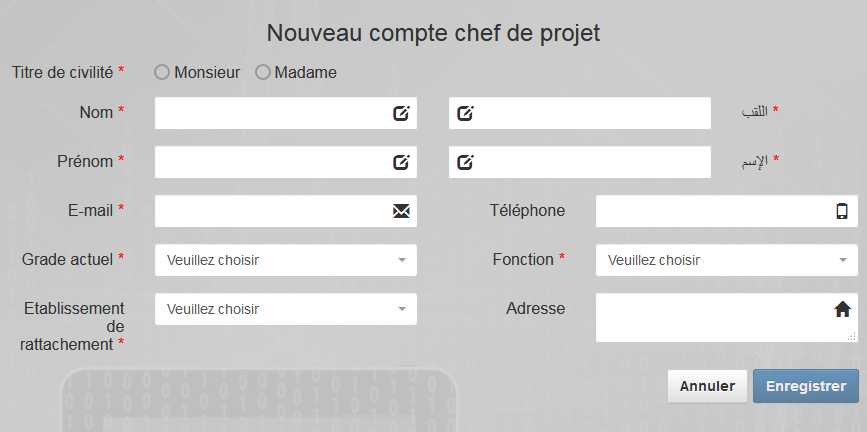 Nouveau compte chef de projet
Titre de civilité * Monsieur Madame
Nom * اللقب *
Prénom * الإسم *
E-mail * Téléphone
Grade actuel * Veuillez choisir Fonction * Veuillez choisir
Etablissement Veuillez choisir Adresse
de
rattachement *
Annuler Enregistrer